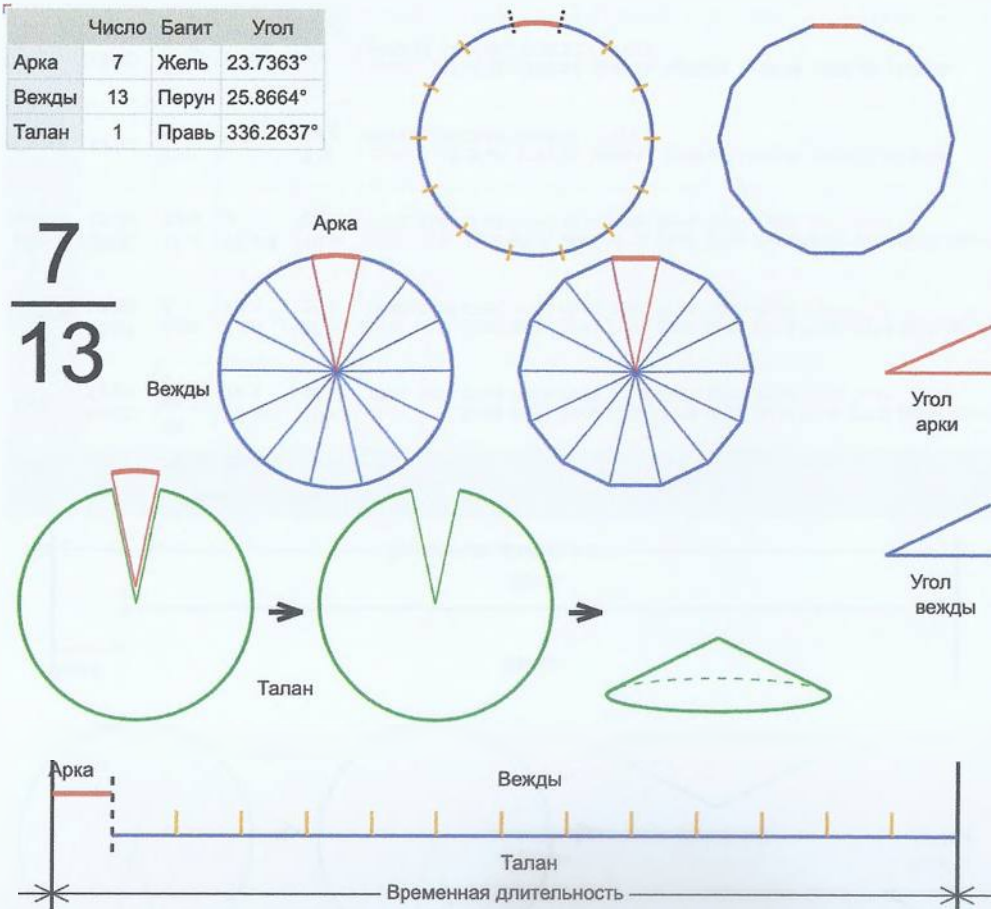 Число Багит Угол
Арка 7 Жель 23.7363°
Вежды 13 Перун 25.8664°
Талан 1 Правь 336.2637°
7
13
Арка
Вежды
Угол
арки
Угол
вежды
Талан
Арка
Вежды
Талан
Временная длительность